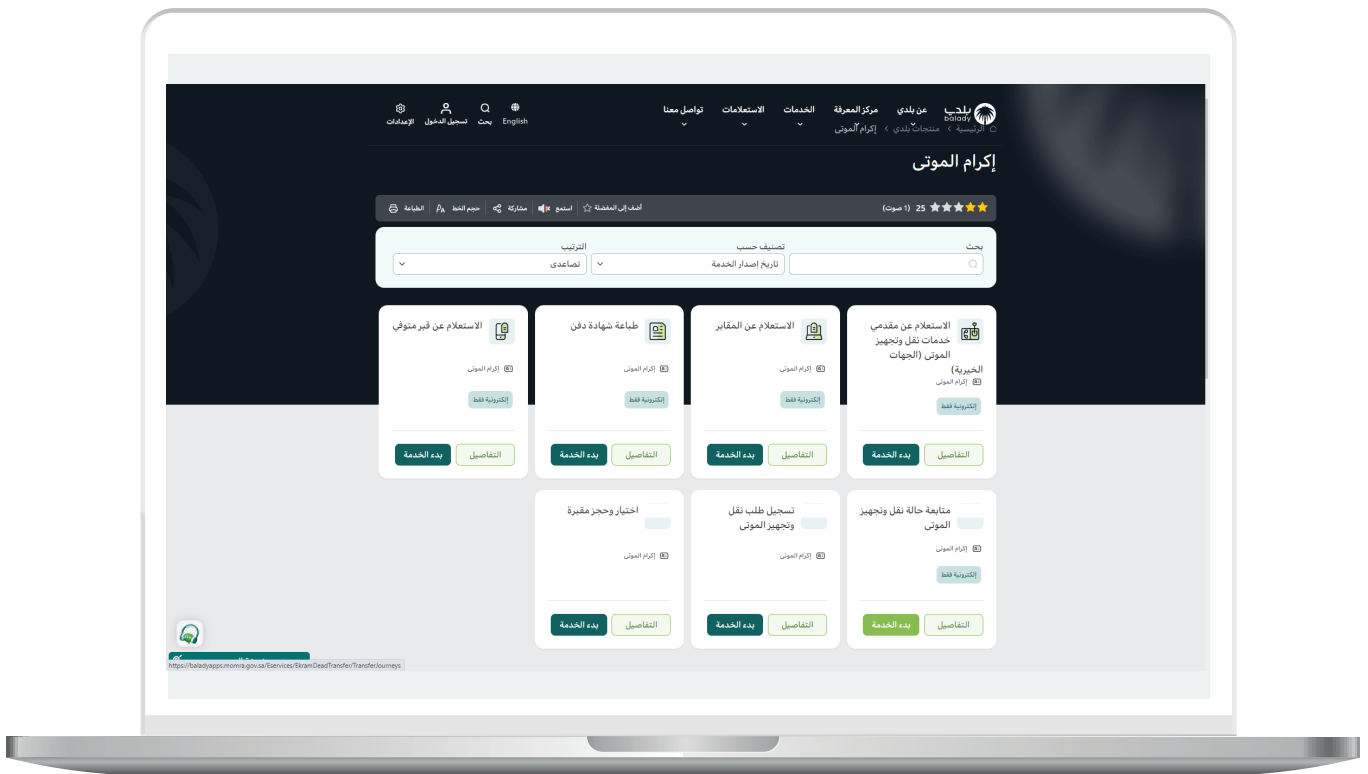 بلدي
balady
عن بلدي
مركز المعرفة
الخدمات
الاستعلامات
تواصل معنا
English
بحث
تسجيل الدخول
الإعدادات
الرئيسية > منتجات بلدي > إكرام الموتى
إكرام الموتى
25 (1 صوت)
أضف إلى المفضلة
استمع
مشاركة
حجم الخط
الطباعة
بحث
تصنيف حسب
الترتيب
تاريخ إصدار الخدمة
تصاعدى
الاستعلام عن مقدمي
خدمات نقل وتجهيز
الموتى (الجهات
الخيرية)
إكرام الموتى
إلكترونية فقط
التفاصيل
بدء الخدمة
الاستعلام عن المقابر
إكرام الموتى
إلكترونية فقط
التفاصيل
بدء الخدمة
طباعة شهادة دفن
إكرام الموتى
إلكترونية فقط
التفاصيل
بدء الخدمة
الاستعلام عن قبر متوفي
إكرام الموتى
إلكترونية فقط
التفاصيل
بدء الخدمة
متابعة حالة نقل وتجهيز
الموتى
إكرام الموتى
إلكترونية فقط
التفاصيل
بدء الخدمة
تسجيل طلب نقل
وتجهيز الموتى
إكرام الموتى
التفاصيل
بدء الخدمة
اختيار وحجز مقبرة
إكرام الموتى
التفاصيل
بدء الخدمة
https://baladyapps.momra.gov.sa/Eservices/EkramDeadTransfer/TransferJourneys